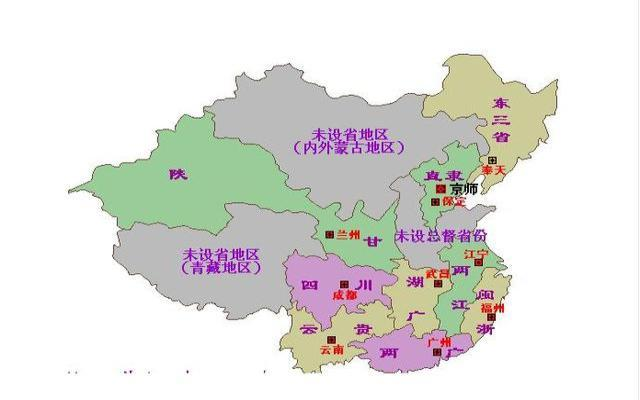 东三省
奉天
未设省地区
（内外蒙古地区）
直隶
京师
保定
陕
兰州
甘
未设总督省份
未设省地区
（青藏地区）
江宁
两江
四川
成都
武昌
湖广
闽浙
福州
云贵
云南
两广
广州